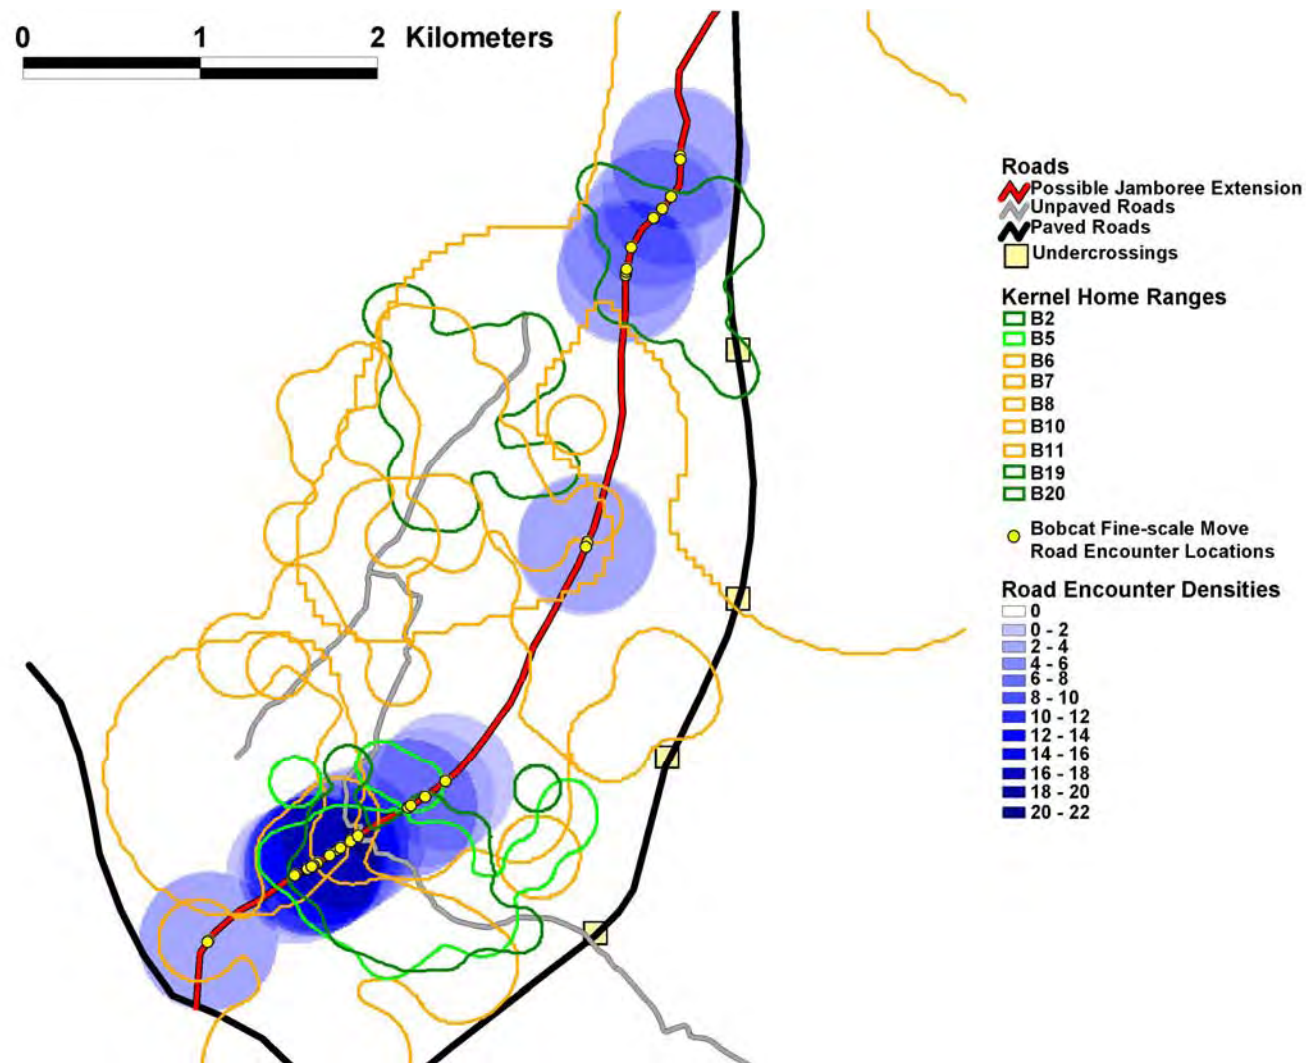 0 1 2 Kilometers
Roads
Possible Jamboree Extension
Unpaved Roads
Paved Roads
Undercrossings
Kernel Home Ranges
B2
B5
B6
B7
B8
B10
B11
B19
B20
Bobcat Fine-scale Move
Road Encounter Locations
Road Encounter Densities
0
0 - 2
2 - 4
4 - 6
6 - 8
8 - 10
10 - 12
12 - 14
14 - 16
16 - 18
18 - 20
20 - 22